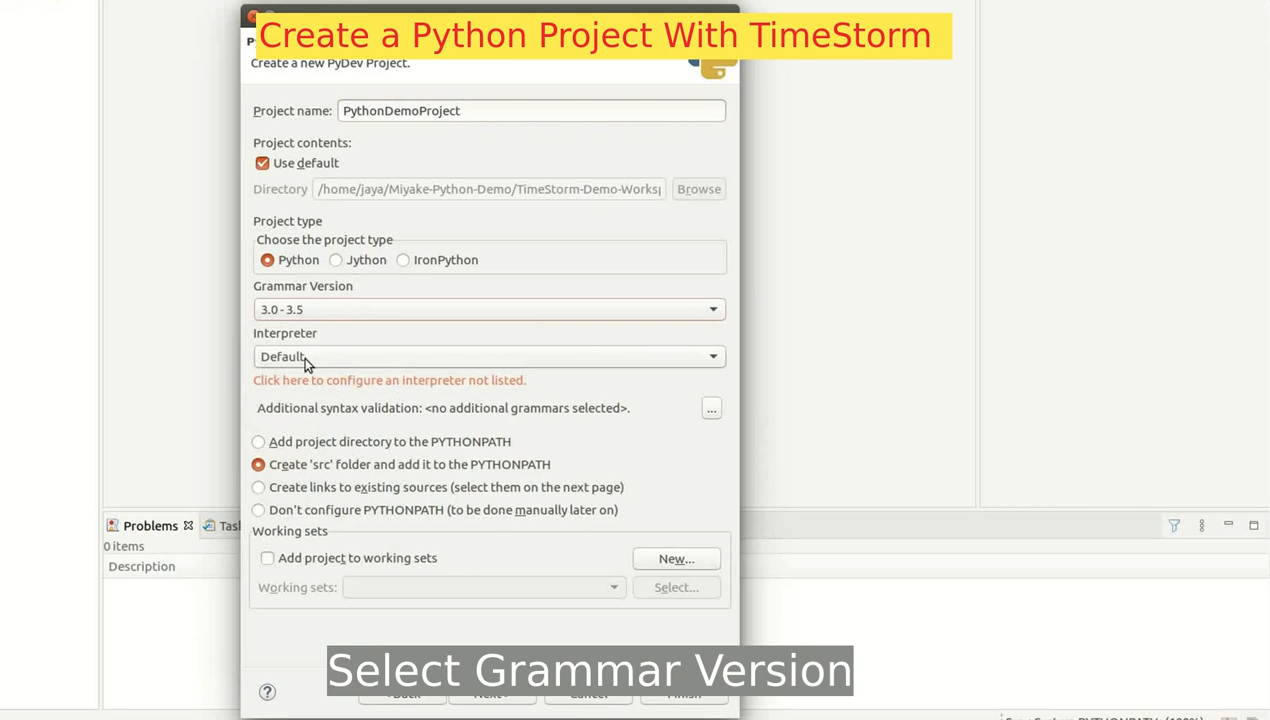 Create a Python Project With TimeStorm
Create a new PyDev Project.
Project name: PythonDemoProject
Project contents:
Use default
Directory /home/jaya/Miyake-Python-Demo/TimeStorm-Demo-Works Browse
Project type
Choose the project type
Python Jython IronPython
Grammar Version
3.0 - 3.5
Interpreter
Default
Click here to configure an interpreter not listed.
Additional syntax validation: <no additional grammars selected>. ...
Add project directory to the PYTHONPATH
Create 'src' folder and add it to the PYTHONPATH
Create links to existing sources (select them on the next page)
Don't configure PYTHONPATH (to be done manually later on)
Problems Tas
0 items
Working sets
Description
Add project to working sets New...
Working sets: Select...
Select Grammar Version